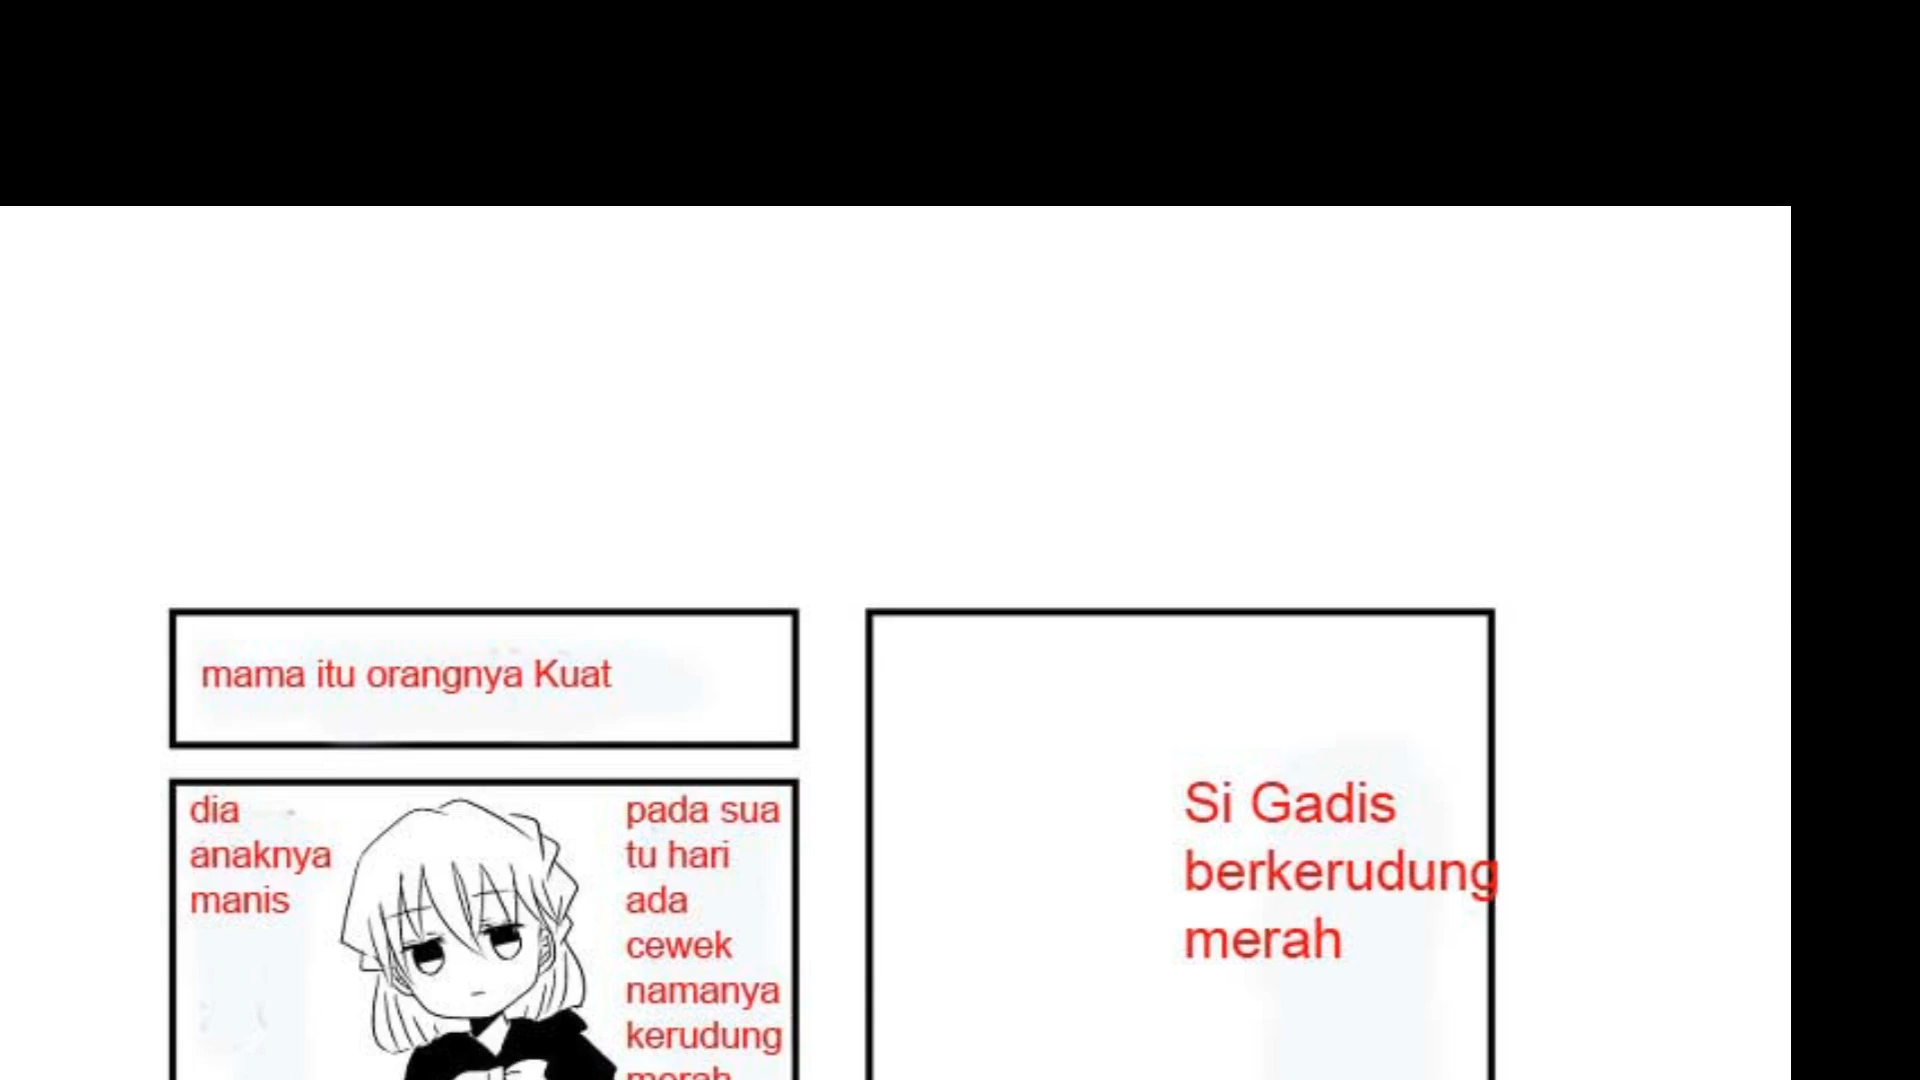 Si Gadis
berkerudung
merah
mama itu orangnya Kuat
pada sua
tu hari
ada
cewek
namanya
kerudung
merah
dia
anaknya
manis